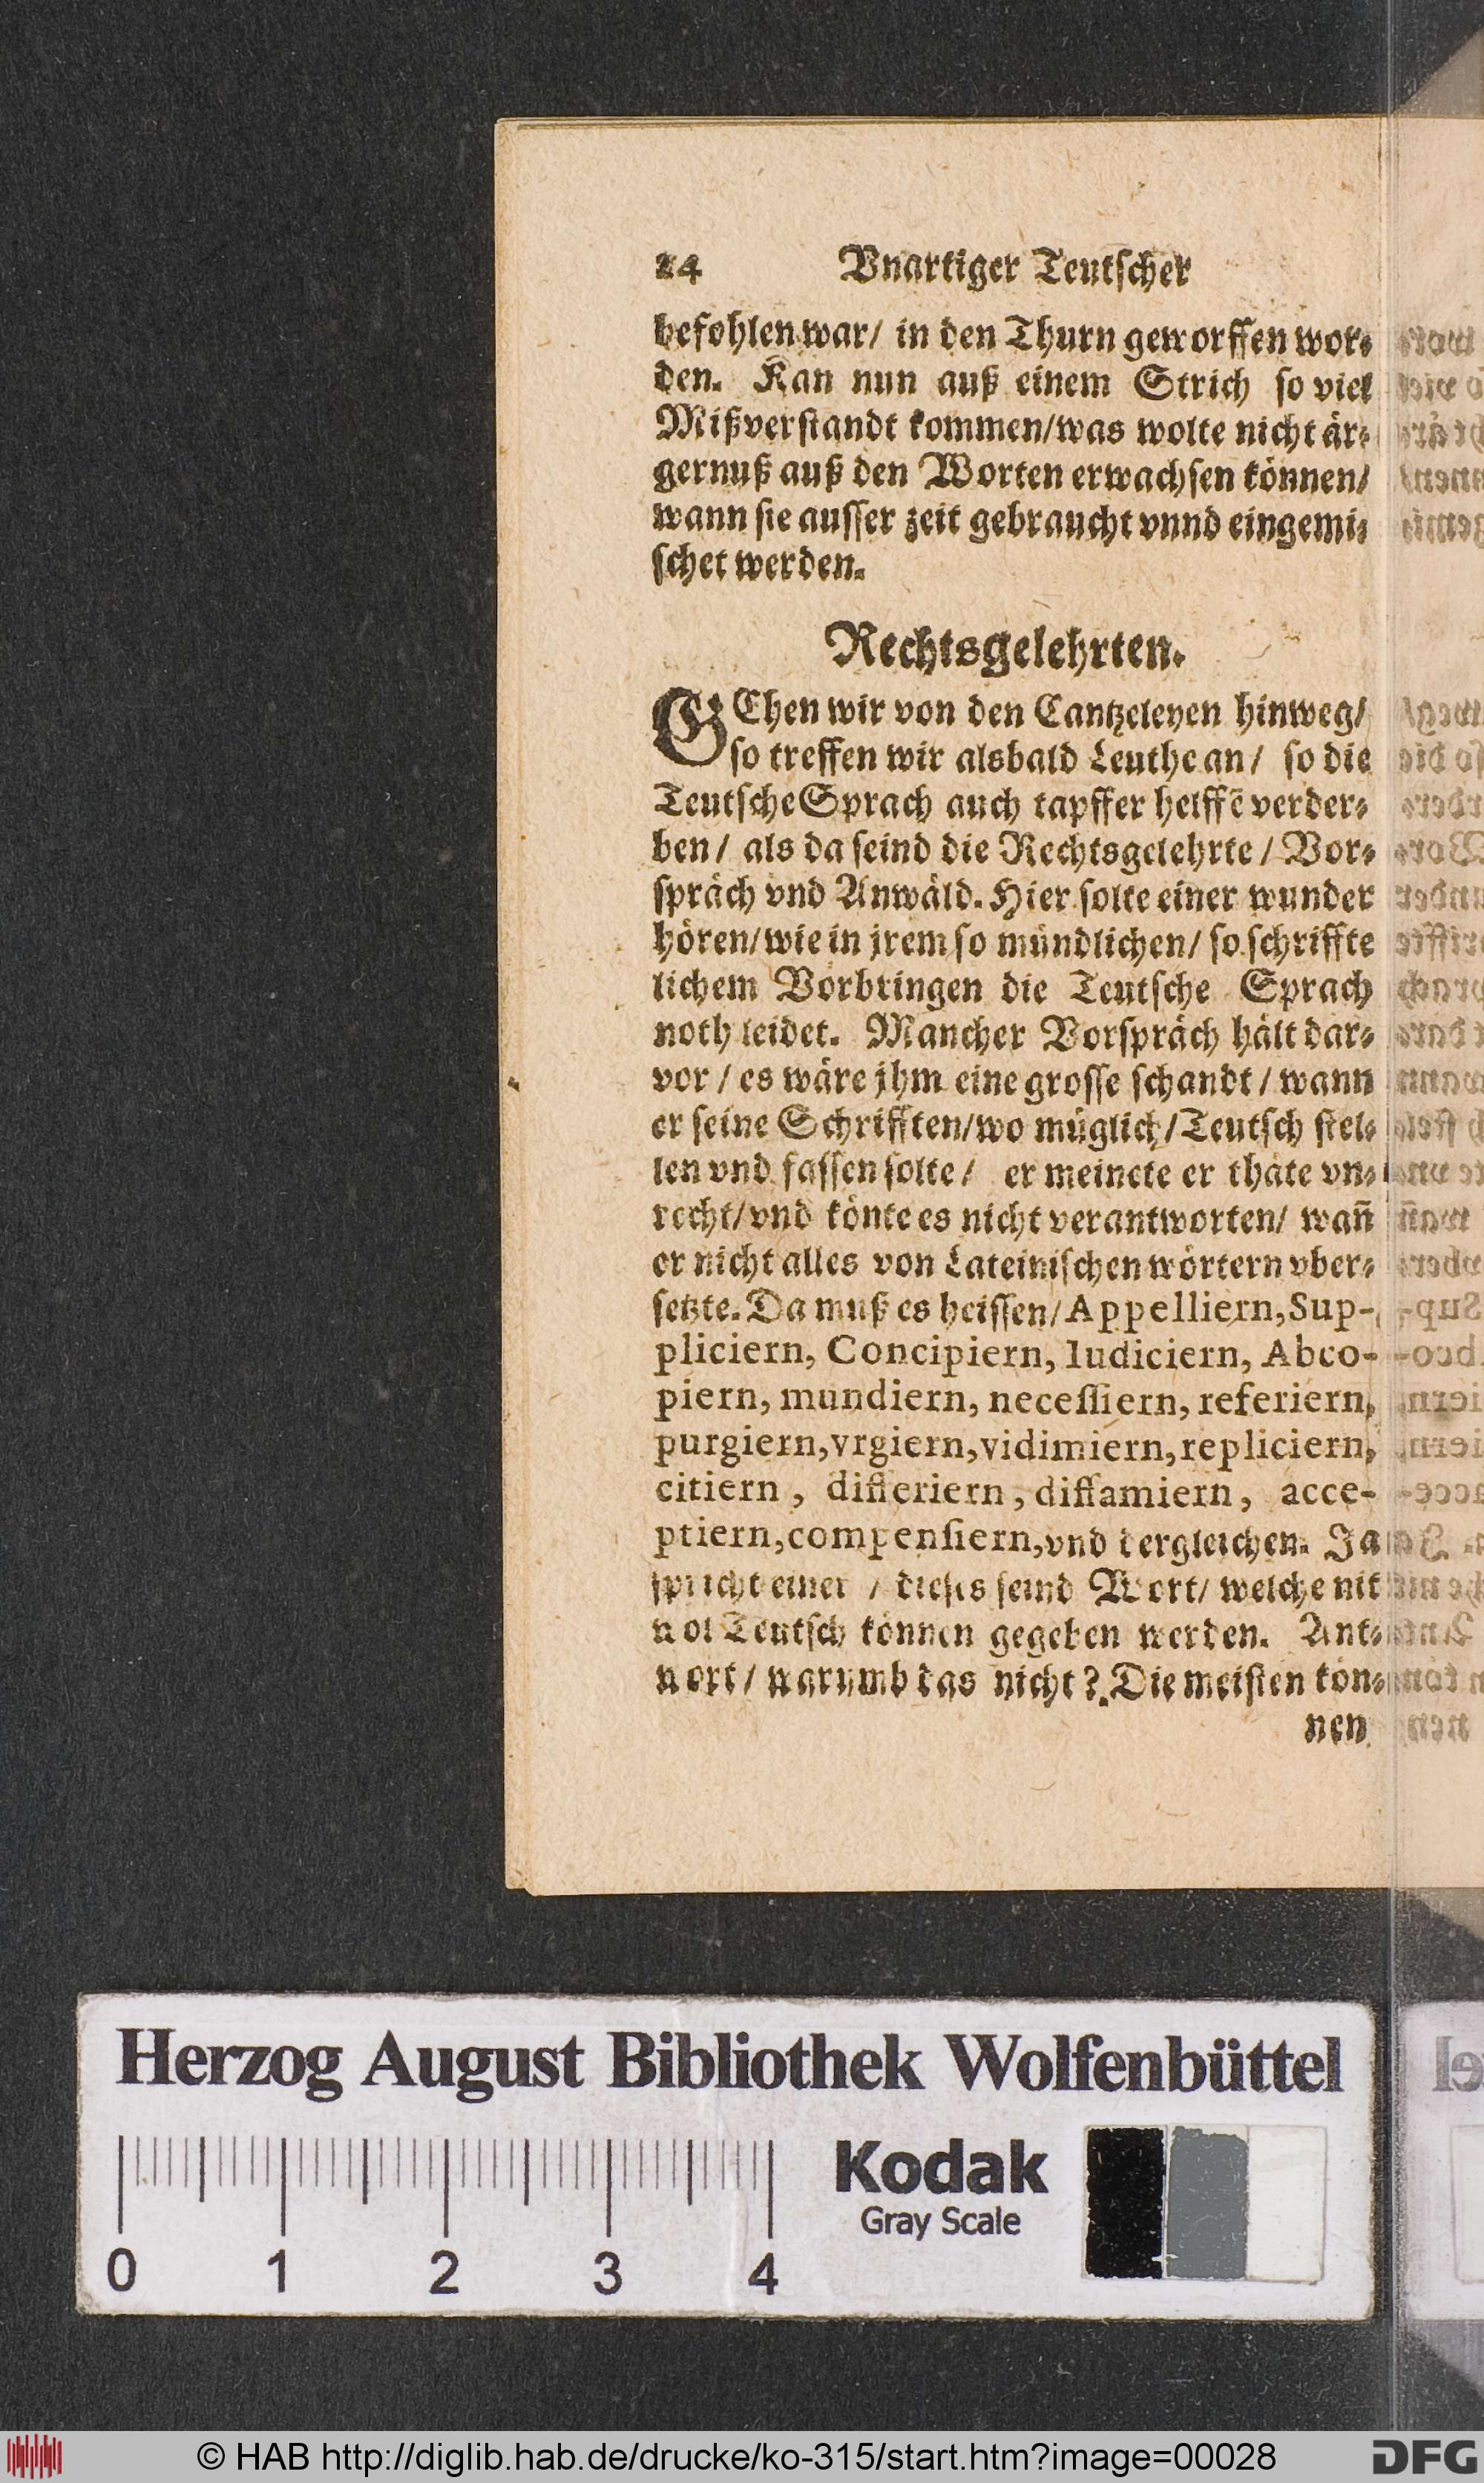 24 Vnartiger Teutscher
befohlen war/ in den Thurn geworffen wor⸗
den. Kan nun auß einem Strich so viel
Mißverstandt kommen/was wolte nicht är⸗
gernuß auß den Worten erwachsen können/
wann sie ausser zeit gebraucht vnnd eingemi⸗
schet werden.
Rechtsgelehrten.
GEhen wir von den Cantzeleyen hinweg/
so treffen wir alsbald Leuthe an/ so die
Teutsche Sprach auch tapffer helffē verder⸗
ben/ als da seind die Rechtsgelehrte/ Vor⸗
spräch vnd Anwäld. Hier solte einer wunder
hören/wie in jrem so mündlichen/ so schriffte
lichem Vorbringen die Teutsche Sprach
noth leidet. Mancher Vorspräch hält dar⸗
vor/ es wäre jhm eine grosse schandt/ wann
er seine Schrifften/wo müglich/Teutsch stel⸗
len vnd fassen solte/ er meinete er thäte vn⸗
recht/vnd könte es nicht verantworten/ wañ
er nicht alles von Lateinischen wörtern vber⸗
setzte. Da muß es heissen/Appelliern, Sup-
pliciern, Concipiern, Iudiciern, Abco-
piern, mundiern, necessiern, referiern,
purgiern, vrgiern, vidimiern, repliciern,
citiern, differiern, diffamiern, acce-
ptiern, compensiern, vnd dergleichen. Ja
spricht einer / dieses seind Wort/ welche nit
wol Teutsch können gegeben werden. Ant⸗
wort/ warumb das nicht? Die meisten kön⸗
nen
Herzog August Bibliothek Wolfenbüttel
Kodak
Gray Scale
0 1 2 3 4
© HAB http://diglib.hab.de/drucke/ko-315/start.htm?image=00028
DFG